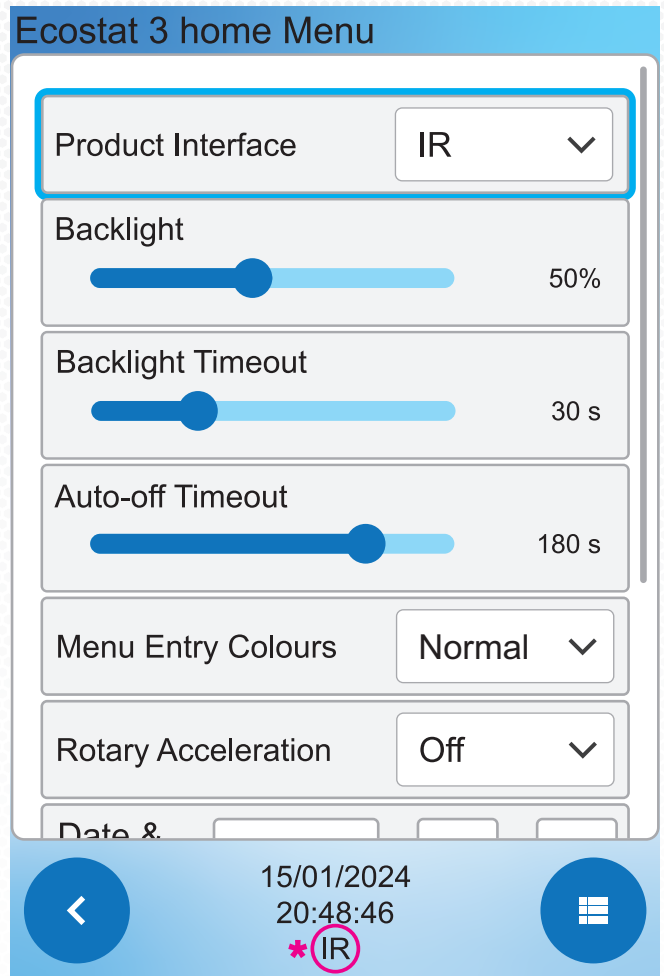 Ecostat 3 home Menu
Product Interface IR
Backlight
50%
Backlight Timeout
30 s
Auto-off Timeout
180 s
Menu Entry Colours Normal
Rotary Acceleration Off
Date &
15/01/2024
20:48:46
*IR